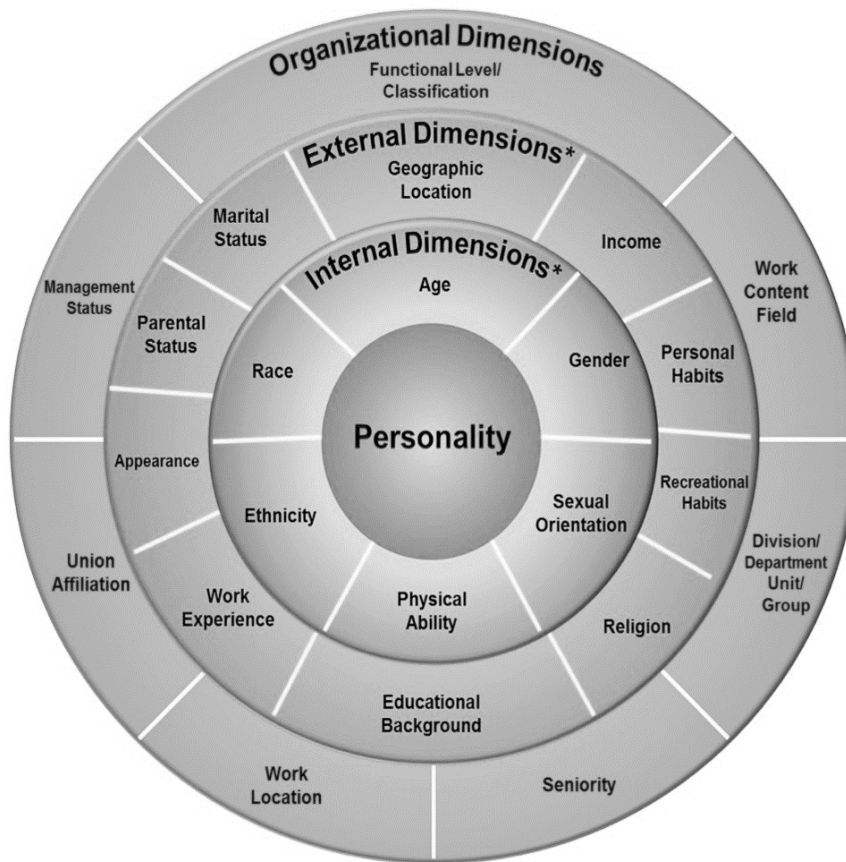 Organizational Dimensions
Functional Level/
Classification
External Dimensions*
Geographic
Location
Marital
Status
Income
Internal Dimensions*
Age
Management
Status
Work
Content
Field
Parental
Status
Personal
Habits
Race
Gender
Personality
Appearance
Recreational
Habits
Ethnicity
Sexual
Orientation
Union
Affiliation
Division/
Department
Unit/
Group
Work
Experience
Physical
Ability
Religion
Educational
Background
Work
Location
Seniority